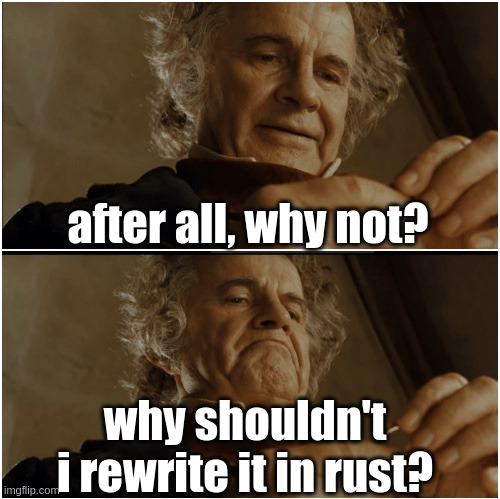 after all, why not?
why shouldn't
i rewrite it in rust?
imgflip.com